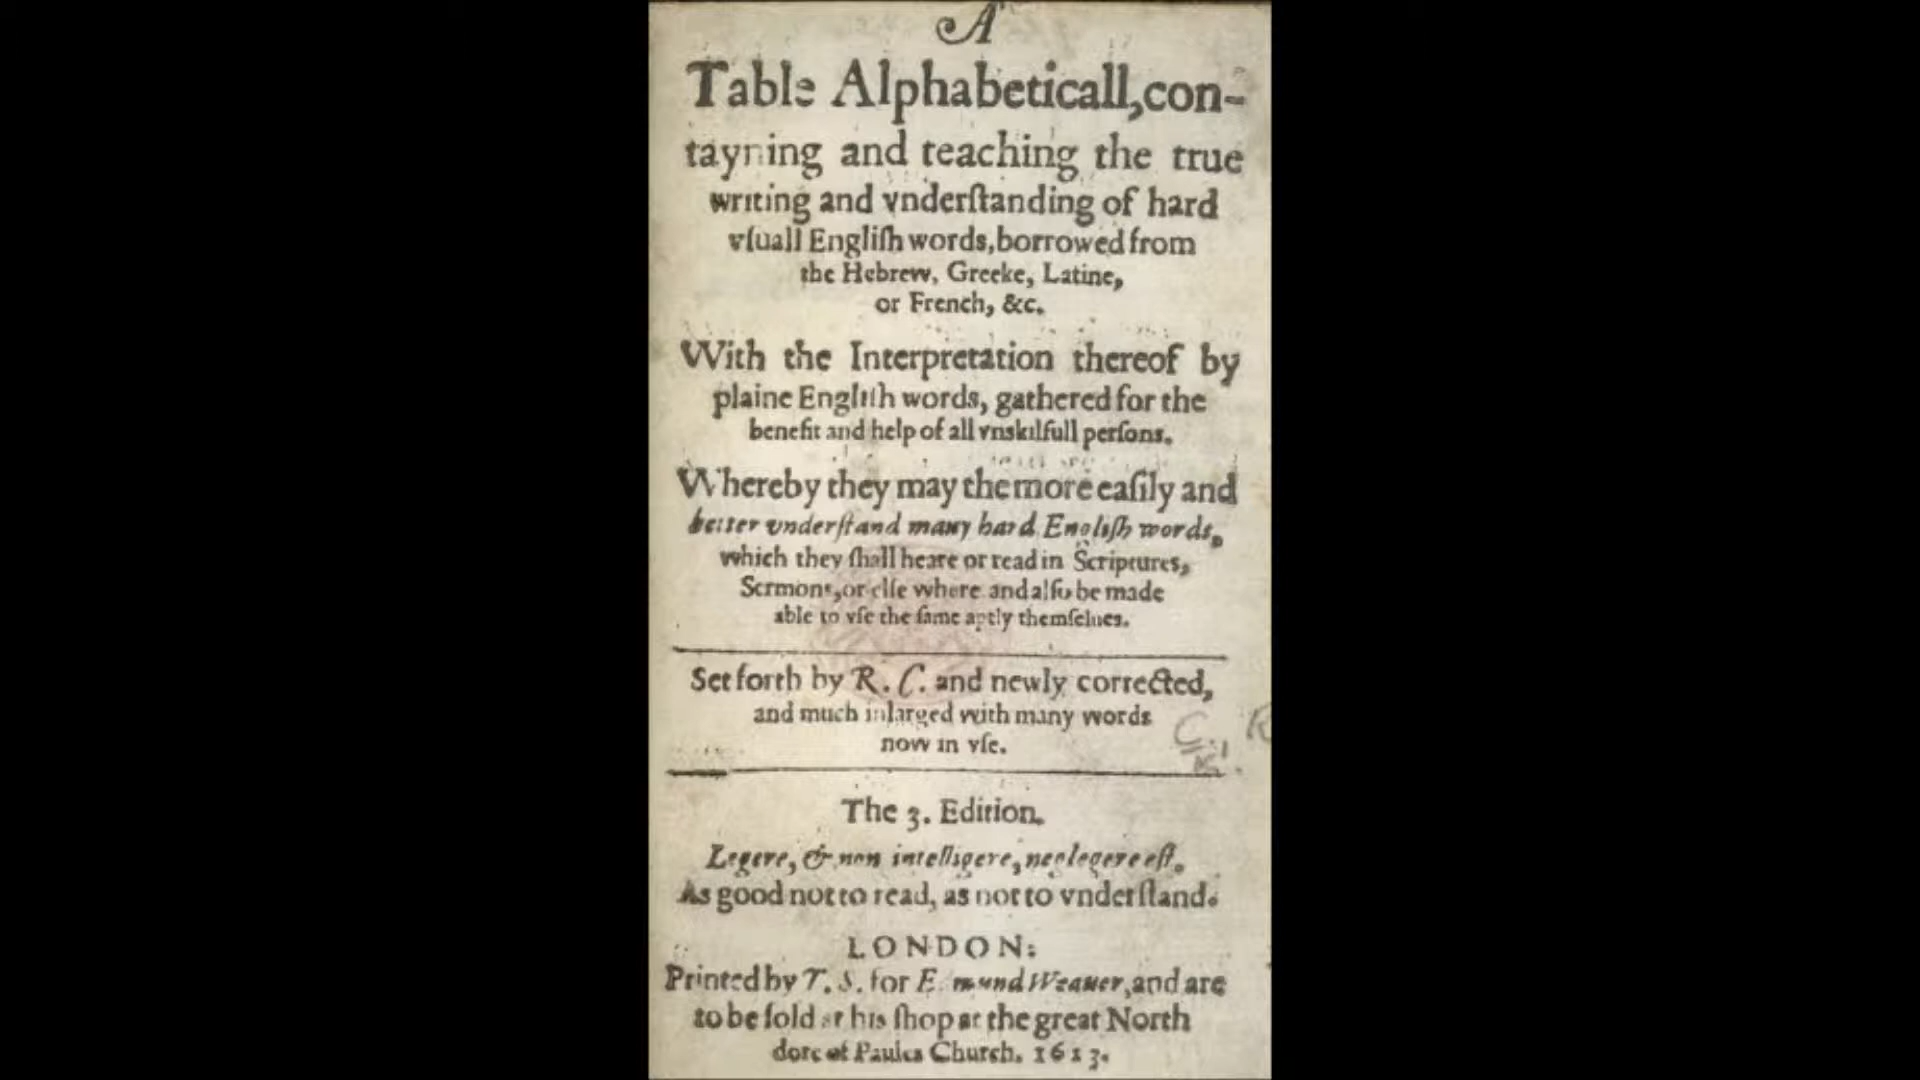 A
Table Alphabeticall,con-
tayning and teaching the true
writing and vnderſtanding of hard
vſuall Engliſh words,borrowed from
the Hebrew, Greeke, Latine,
or French, &c.
With the Interpretation thereof by
plaine Engliſh words, gathered for the
benefit and help of all vnskilfull perſons.
Whereby they may the more eaſily and
better vnderſtand many hard Engliſh words,
which they ſhall heare or read in Scriptures,
Sermons,or elſe where and alſo be made
able to vſe the ſame aptly themſelues.
Set forth by R. C. and newly corrected,
and much inlarged with many words
now in vſe.
C. R
The 3. Edition.
Legere, & non intelligere, neglegere eſt.
As good not to read, as not to vnderſtand.
LONDON:
Printed by T. S. for E mund Weauer,and are
to be ſold at his ſhop at the great North
dore of Paules Church. 1613.